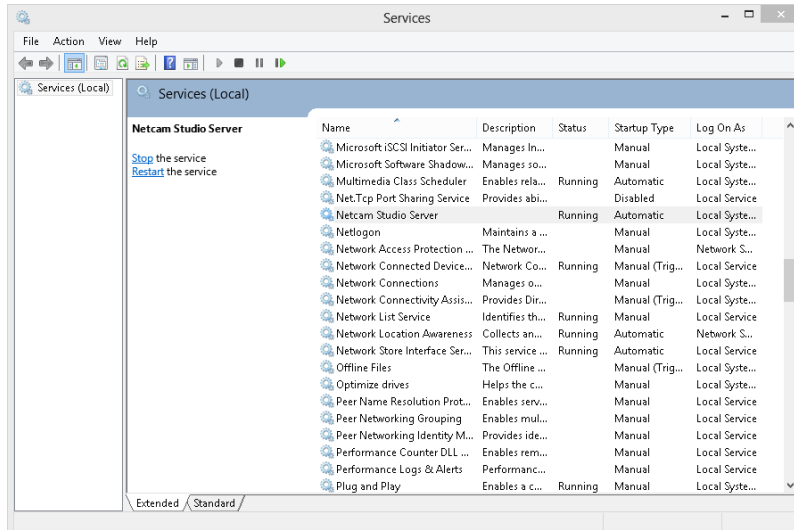 Services
File Action View Help
Services (Local)
Services (Local)
Netcam Studio Server
Stop the service
Restart the service
Name Description Status Startup Type Log On As
Microsoft iSCSI Initiator Ser... Manages In... Manual Local Syste...
Microsoft Software Shadow... Manages so... Manual Local Syste...
Multimedia Class Scheduler Enables rela... Running Automatic Local Syste...
Net.Tcp Port Sharing Service Provides abi... Disabled Local Service
Netcam Studio Server Running Automatic Local Syste...
Netlogon Maintains a ... Manual Local Syste...
Network Access Protection ... The Networ... Manual Network S...
Network Connected Device... Network Co... Running Manual (Trig... Local Service
Network Connections Manages o... Manual Local Syste...
Network Connectivity Assis... Provides Dir... Manual (Trig... Local Syste...
Network List Service Identifies th... Running Manual Local Service
Network Location Awareness Collects an... Running Automatic Network S...
Network Store Interface Ser... This service ... Running Automatic Local Service
Offline Files The Offline ... Manual (Trig... Local Syste...
Optimize drives Helps the c... Manual Local Syste...
Peer Name Resolution Prot... Enables serv... Manual Local Service
Peer Networking Grouping Enables mul... Manual Local Service
Peer Networking Identity M... Provides ide... Manual Local Service
Performance Counter DLL ... Enables rem... Manual Local Service
Performance Logs & Alerts Performanc... Manual Local Service
Plug and Play Enables a c... Running Manual Local Syste...
Extended Standard